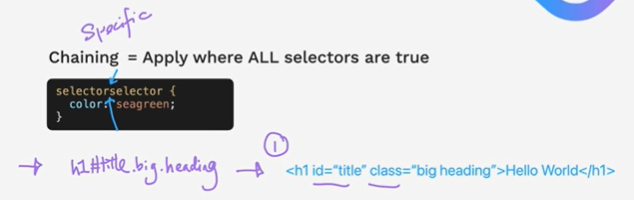 Specific
Chaining = Apply where ALL selectors are true
selectorselector {
color: seagreen;
}
①
→ h1#title.big.heading → <h1 id="title" class="big heading">Hello World</h1>